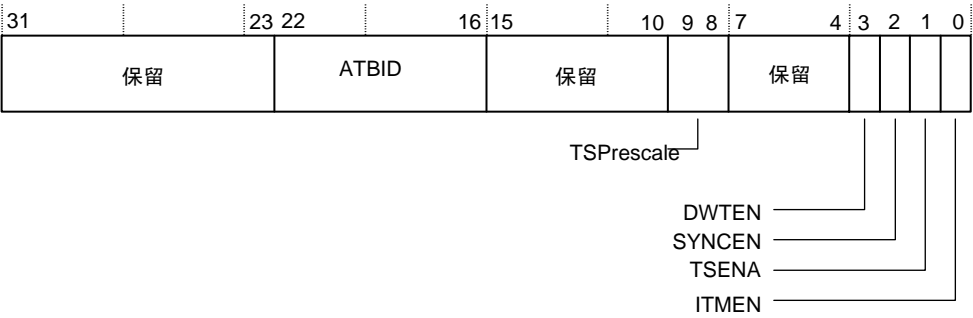 31 23 22 16 15 10 9 8 7 4 3 2 1 0
保留 ATBID 保留 保留
TSPrescale
DWTEN
SYNCEN
TSENA
ITMEN